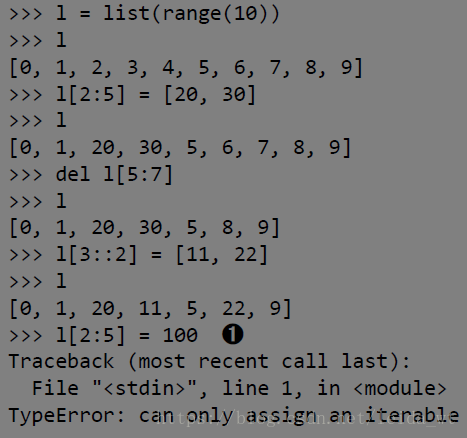 >>> l = list(range(10))
>>> l
[0, 1, 2, 3, 4, 5, 6, 7, 8, 9]
>>> l[2:5] = [20, 30]
>>> l
[0, 1, 20, 30, 5, 6, 7, 8, 9]
>>> del l[5:7]
>>> l
[0, 1, 20, 30, 5, 8, 9]
>>> l[3::2] = [11, 22]
>>> l
[0, 1, 20, 11, 5, 22, 9]
>>> l[2:5] = 100 ❶
Traceback (most recent call last):
  File "<stdin>", line 1, in <module>
TypeError: can only assign an iterable